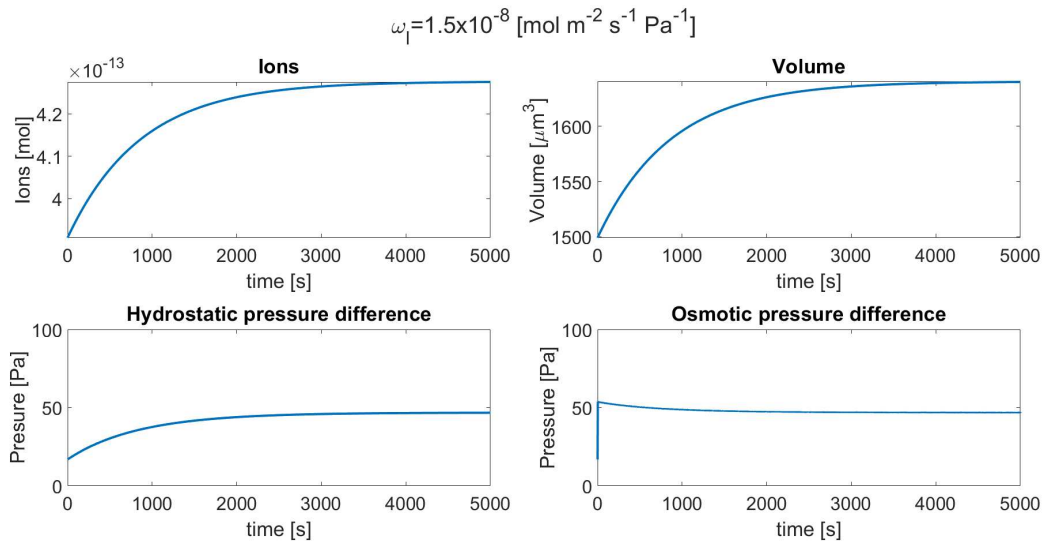 ω_I=1.5x10^-8 [mol m^-2 s^-1 Pa^-1]
Ions
×10^-13
4.2
4.1
4
Ions [mol]
0 1000 2000 3000 4000 5000
time [s]
Volume
1600
1550
1500
Volume [μm^3]
0 1000 2000 3000 4000 5000
time [s]
Hydrostatic pressure difference
100
50
0
Presure [Pa]
0 1000 2000 3000 4000 5000
time [s]
Osmotic pressure difference
100
50
0
Pressure [Pa]
0 1000 2000 3000 4000 5000
time [s]